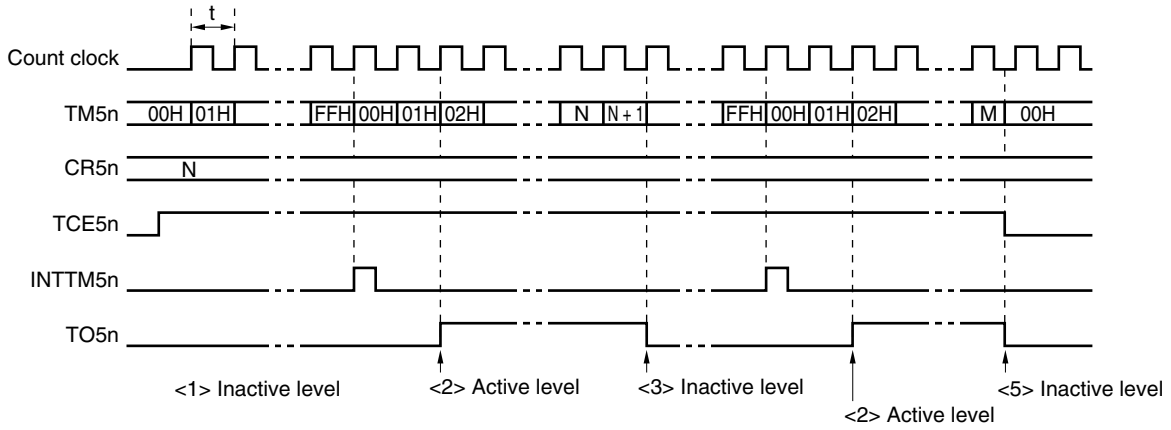 t
Count clock
TM5n 00H 01H FFH 00H 01H 02H N N + 1 FFH 00H 01H 02H M 00H
CR5n N
TCE5n
INTTM5n
TO5n
<1> Inactive level <2> Active level <3> Inactive level <5> Inactive level
<2> Active level